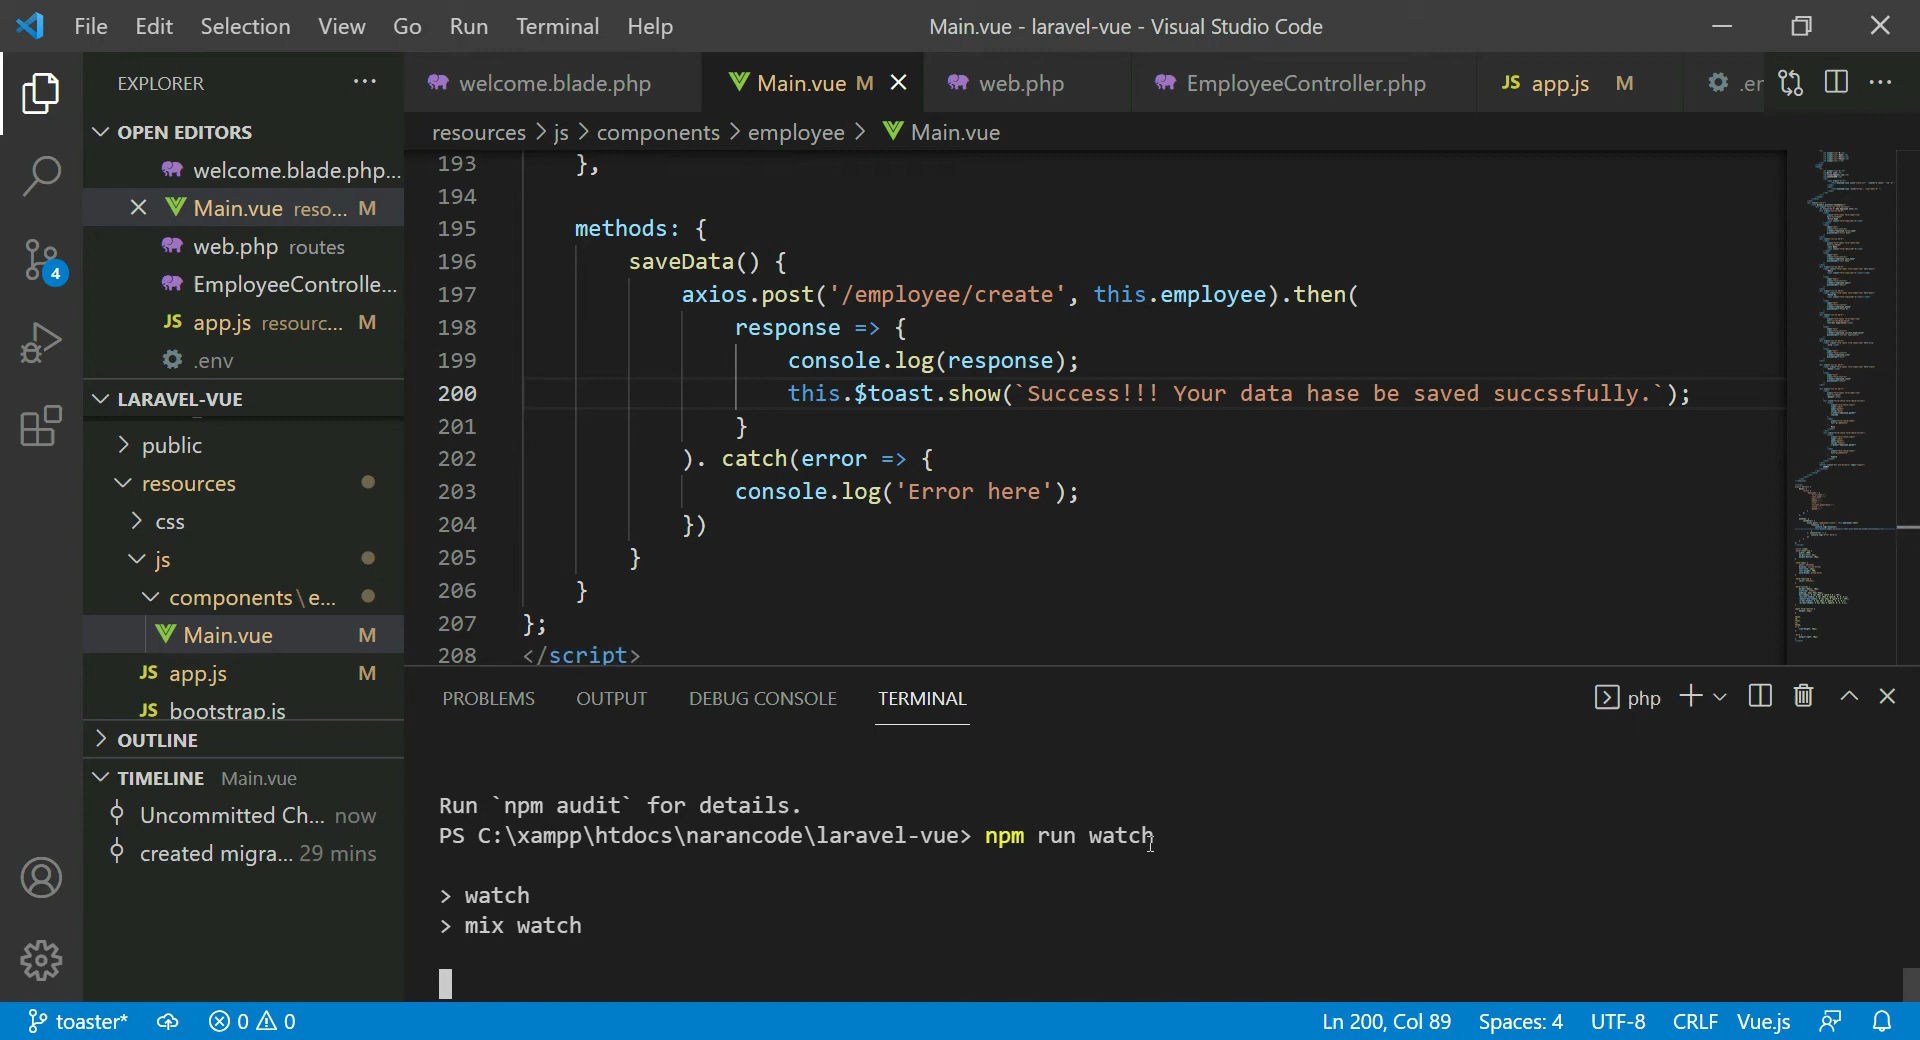 File Edit Selection View Go Run Terminal Help
Main.vue - laravel-vue - Visual Studio Code
EXPLORER
OPEN EDITORS
welcome.blade.php...
Main.vue reso... M
web.php routes
EmployeeControlle...
JS app.js resourc... M
.env
LARAVEL-VUE
public
resources
css
js
components\e...
Main.vue M
JS app.js M
JS bootstrap.js
OUTLINE
TIMELINE Main.vue
Uncommitted Ch... now
created migra... 29 mins
4
welcome.blade.php
Main.vue M
web.php
EmployeeController.php
JS app.js M
.er
resources > js > components > employee > Main.vue
193 },
194
195 methods: {
196 saveData() {
197 axios.post('/employee/create', this.employee).then(
198 response => {
199 console.log(response);
200 this.$toast.show(`Success!!! Your data hase be saved succssfully.`);
201 }
202 ). catch(error => {
203 console.log('Error here');
204 })
205 }
206 }
207 };
208 </script>
PROBLEMS OUTPUT DEBUG CONSOLE TERMINAL
php
Run `npm audit` for details.
PS C:\xampp\htdocs\narancode\laravel-vue> npm run watch
> watch
> mix watch
toaster* 0 0
Ln 200, Col 89 Spaces: 4 UTF-8 CRLF Vue.js